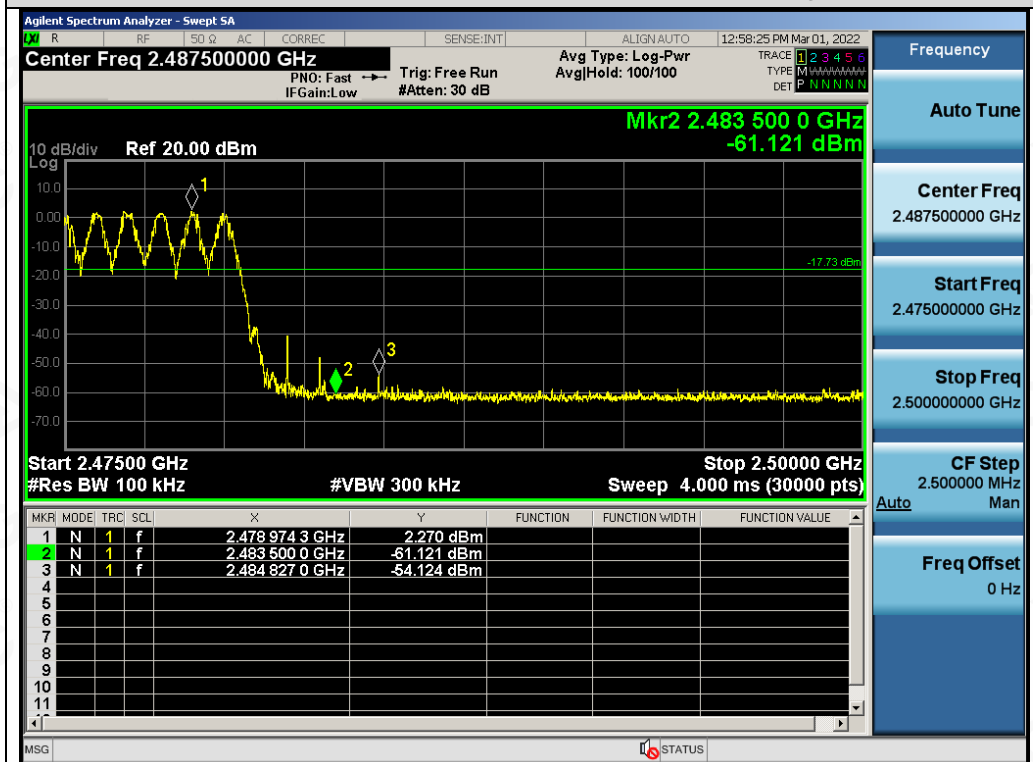 Agilent Spectrum Analyzer - Swept SA
LXI R RF 50 Ω AC CORREC SENSE:INT ALIGN AUTO 12:58:25 PM Mar 01, 2022
Center Freq 2.487500000 GHz
PNO: Fast
IFGain:Low
Trig: Free Run
#Atten: 30 dB
Avg Type: Log-Pwr
Avg|Hold: 100/100
TRACE 1 2 3 4 5 6
TYPE M WWWWW
DET P N N N N N
Mkr2 2.483 500 0 GHz
-61.121 dBm
10 dB/div Ref 20.00 dBm
Log
10.0
0.00
-10.0
-20.0
-30.0
-40.0
-50.0
-60.0
-70.0
1
2
3
-17.73 dBm
Start 2.47500 GHz Stop 2.50000 GHz
#Res BW 100 kHz #VBW 300 kHz Sweep 4.000 ms (30000 pts)
MKR MODE TRC SCL X Y FUNCTION FUNCTION WIDTH FUNCTION VALUE
1 N 1 f 2.478 974 3 GHz 2.270 dBm
2 N 1 f 2.483 500 0 GHz -61.121 dBm
3 N 1 f 2.484 827 0 GHz -54.124 dBm
4
5
6
7
8
9
10
11
MSG STATUS
Frequency
Auto Tune
Center Freq
2.487500000 GHz
Start Freq
2.475000000 GHz
Stop Freq
2.500000000 GHz
CF Step
2.500000 MHz
Auto Man
Freq Offset
0 Hz